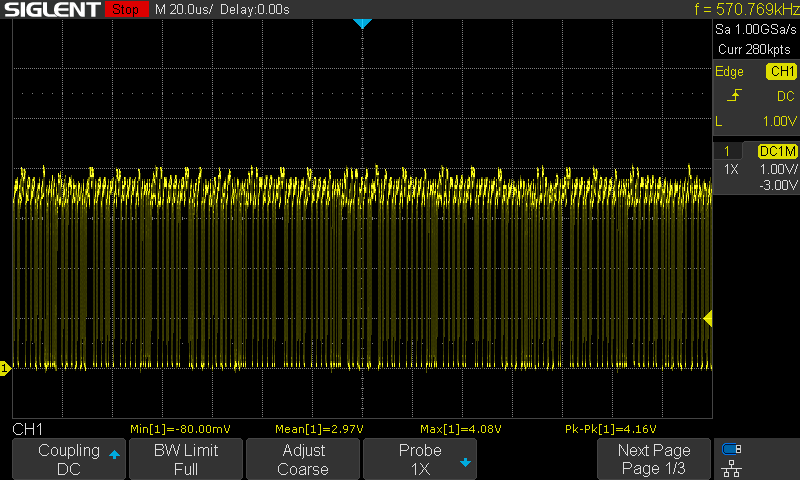 SIGLENT Stop M 20.0us/ Delay:0.00s f = 570.769kHz
Sa 1.00GSa/s
Curr 280kpts
Edge CH1
DC
L 1.00V
1 DC1M
1X 1.00V/
-3.00V
1
CH1 Min[1]=-80.00mV Mean[1]=2.97V Max[1]=4.08V Pk-Pk[1]=4.16V
Coupling BW Limit Adjust Probe Next Page
DC Full Coarse 1X Page 1/3